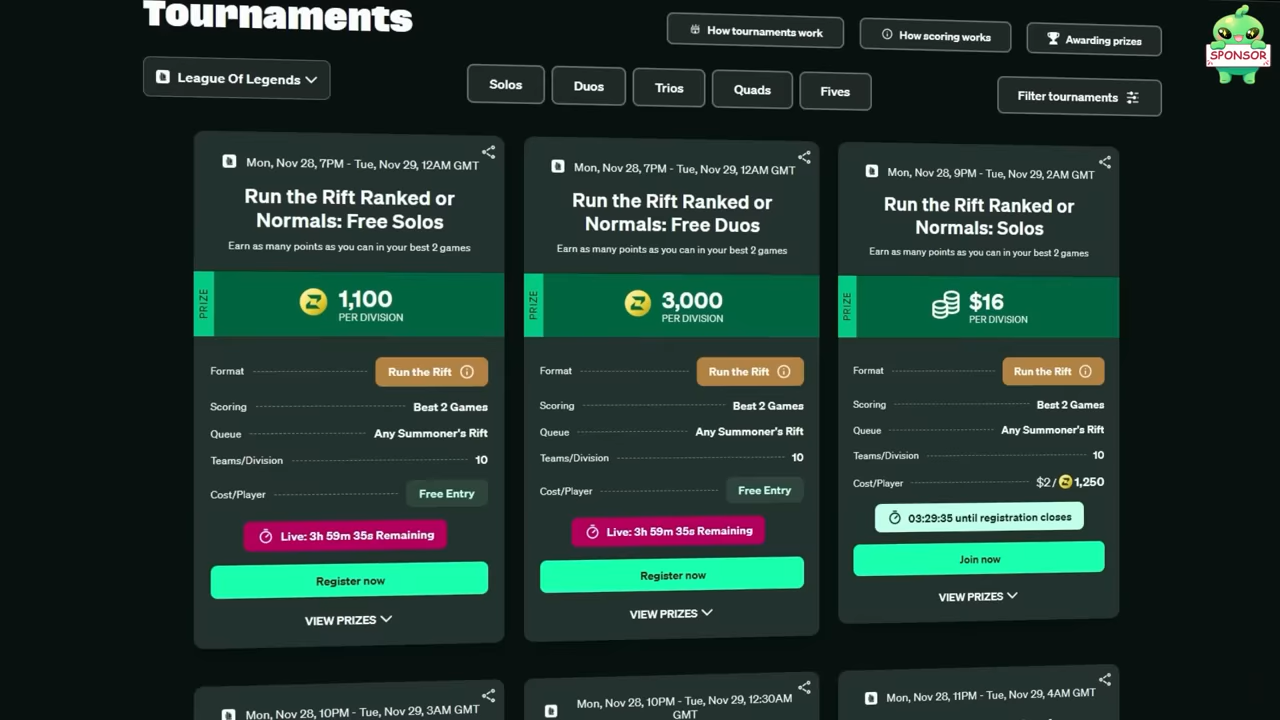 Tournaments
How tournaments work
How scoring works
Awarding prizes
SPONSOR
League Of Legends
Solos
Duos
Trios
Quads
Fives
Filter tournaments
Mon, Nov 28, 7PM - Tue, Nov 29, 12AM GMT
Run the Rift Ranked or
Normals: Free Solos
Earn as many points as you can in your best 2 games
PRIZE
1,100
PER DIVISION
Format Run the Rift
Scoring Best 2 Games
Queue Any Summoner's Rift
Teams/Division 10
Cost/Player Free Entry
Live: 3h 59m 35s Remaining
Register now
VIEW PRIZES
Mon, Nov 28, 7PM - Tue, Nov 29, 12AM GMT
Run the Rift Ranked or
Normals: Free Duos
Earn as many points as you can in your best 2 games
PRIZE
3,000
PER DIVISION
Format Run the Rift
Scoring Best 2 Games
Queue Any Summoner's Rift
Teams/Division 10
Cost/Player Free Entry
Live: 3h 59m 35s Remaining
Register now
VIEW PRIZES
Mon, Nov 28, 9PM - Tue, Nov 29, 2AM GMT
Run the Rift Ranked or
Normals: Solos
Earn as many points as you can in your best 2 games
PRIZE
$16
PER DIVISION
Format Run the Rift
Scoring Best 2 Games
Queue Any Summoner's Rift
Teams/Division 10
Cost/Player $2 / 1,250
03:29:35 until registration closes
Join now
VIEW PRIZES
Mon, Nov 28, 10PM - Tue, Nov 29, 3AM GMT
Mon, Nov 28, 10PM - Tue, Nov 29, 12:30AM
GMT
Mon, Nov 28, 11PM - Tue, Nov 29, 4AM GMT